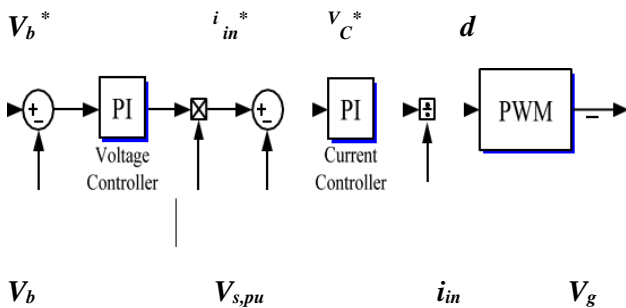 V_b* i_in* V_C* d
+ − PI × + − PI ÷ PWM −
Voltage Controller
Current Controller
V_b V_s,pu i_in V_g